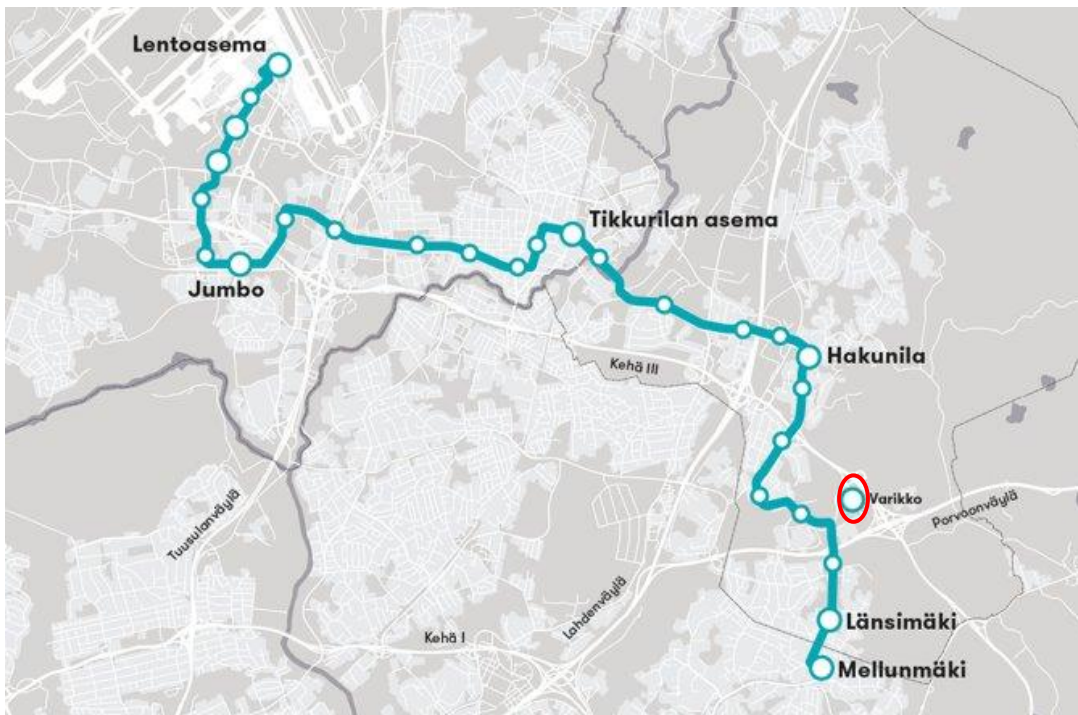 Lentoasema
Tikkurilan asema
Jumbo
Hakunila
Kehä III
Varikko
Porvoonväylä
Tuusulanväylä
Lahdenväylä
Länsimäki
Kehä I
Mellunmäki